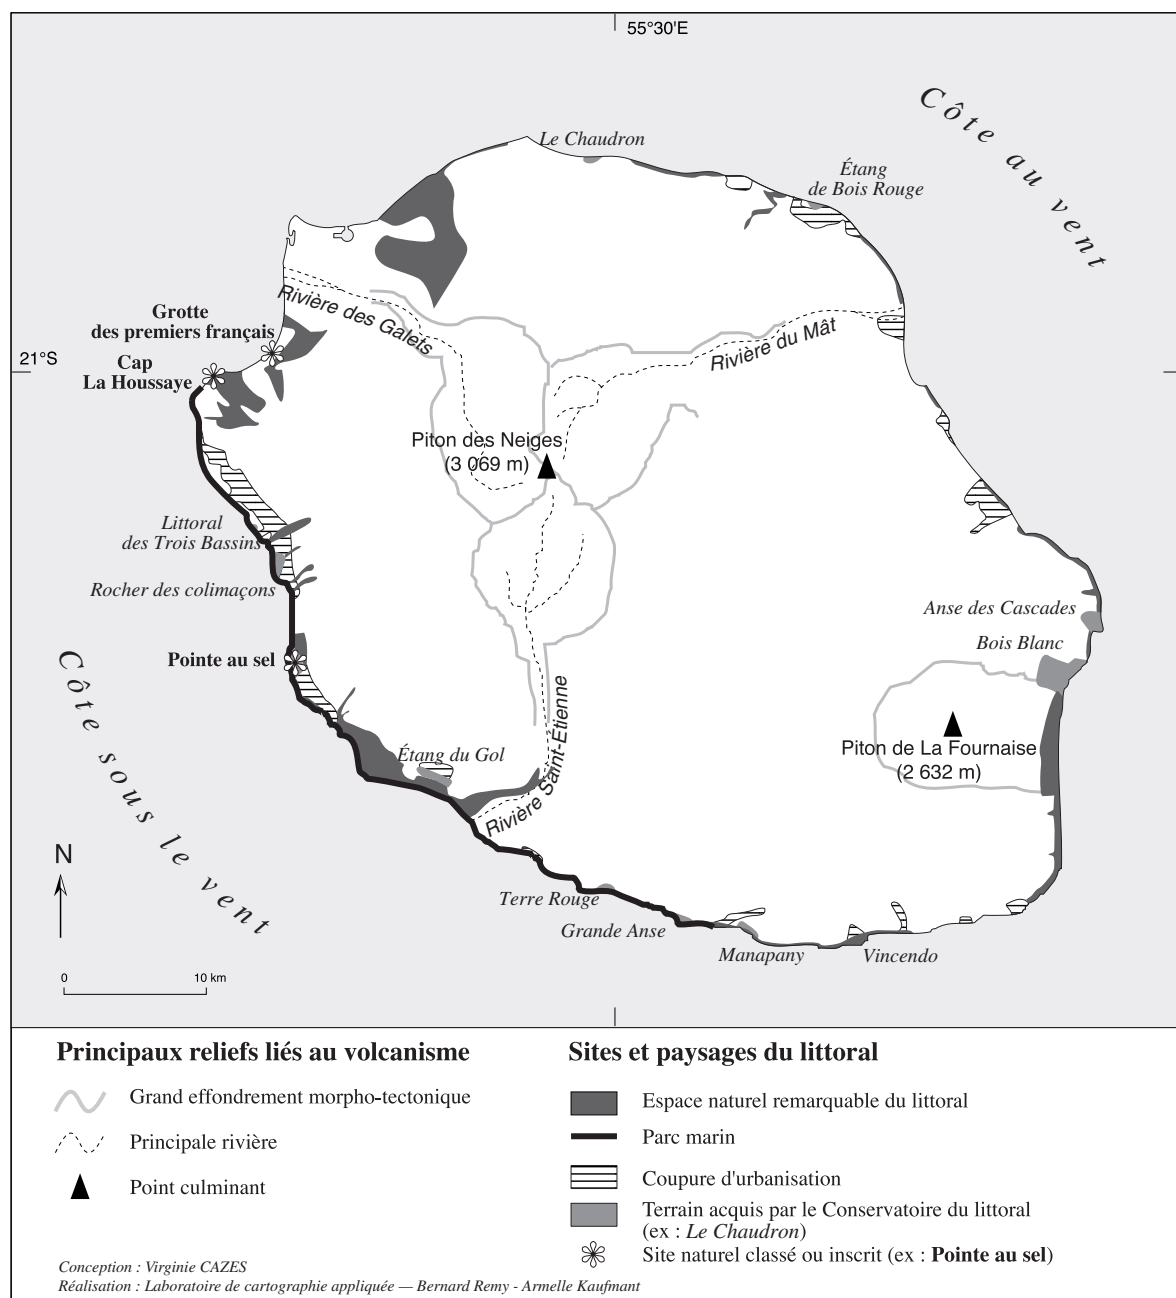 55°30'E
Côte au vent
Le Chaudron
Étang
de Bois Rouge
Rivière des Galets
Grotte
des premiers français
Rivière du Mât
21°S
Cap
La Houssaye
Piton des Neiges
(3 069 m)
Littoral
des Trois Bassins
Rocher des colimaçons
Anse des Cascades
Bois Blanc
Pointe au sel
Côte sous le vent
Rivière Saint-Étienne
Étang du Gol
Piton de La Fournaise
(2 632 m)
N
Terre Rouge
Grande Anse
Manapany
Vincendo
0 10 km
Principaux reliefs liés au volcanisme
Grand effondrement morpho-tectonique
Principale rivière
Point culminant
Sites et paysages du littoral
Espace naturel remarquable du littoral
Parc marin
Coupure d'urbanisation
Terrain acquis par le Conservatoire du littoral
(ex : Le Chaudron)
Site naturel classé ou inscrit (ex : Pointe au sel)
Conception : Virginie CAZES
Réalisation : Laboratoire de cartographie appliquée — Bernard Remy - Armelle Kaufmant